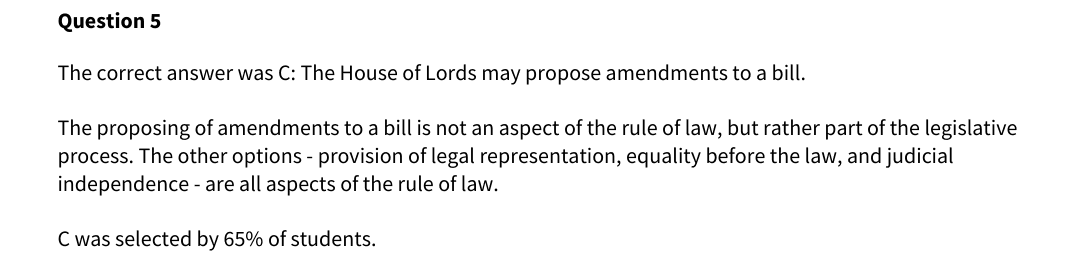 Question 5
The correct answer was C: The House of Lords may propose amendments to a bill.
The proposing of amendments to a bill is not an aspect of the rule of law, but rather part of the legislative
process. The other options - provision of legal representation, equality before the law, and judicial
independence - are all aspects of the rule of law.
C was selected by 65% of students.